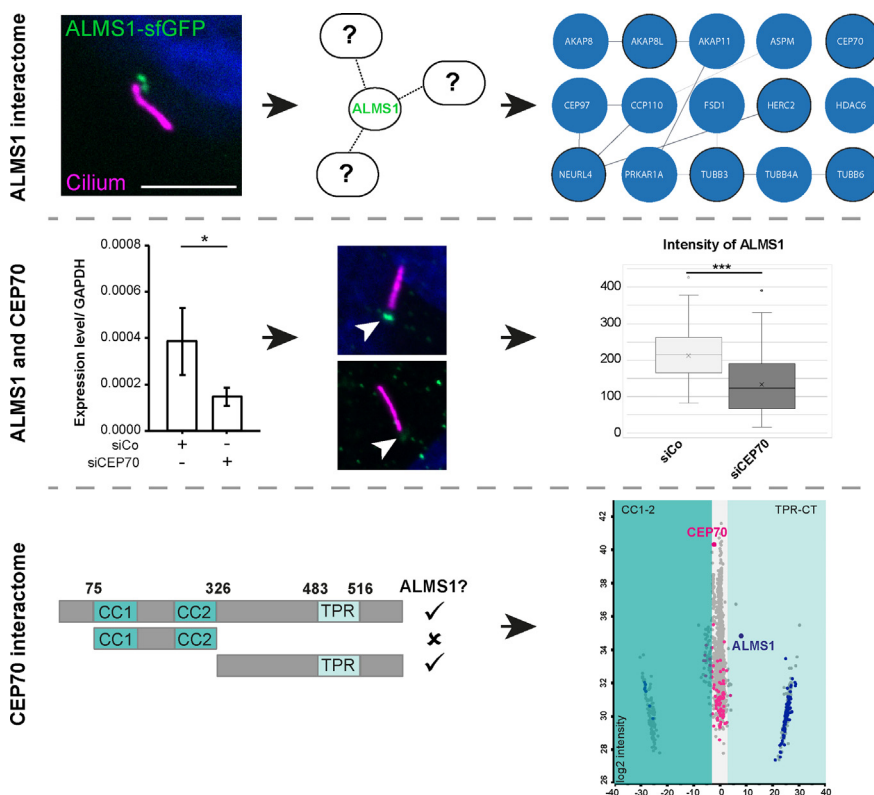 ALMS1 interactome
ALMS1-sfGFP
Cilium
?
?
ALMS1
?
AKAP8 AKAP8L AKAP11 ASPM CEP70
CEP97 CCP110 FSD1 HERC2 HDAC6
NEURL4 PRKAR1A TUBB3 TUBB4A TUBB6
ALMS1 and CEP70
Expression level/ GAPDH
0.0008
0.0006
0.0004
0.0002
0.0000
*
siCo + -
siCEP70 - +
Intensity of ALMS1
***
400
300
200
100
0
siCo
siCEP70
CEP70 interactome
75 326 483 516 ALMS1?
CC1 CC2 TPR ✓
CC1 CC2 ✘
TPR ✓
CC1-2 TPR-CT
CEP70
ALMS1
log2 intensity
42
40
38
36
34
32
30
28
26
-40 -30 -20 -10 0 10 20 30 40